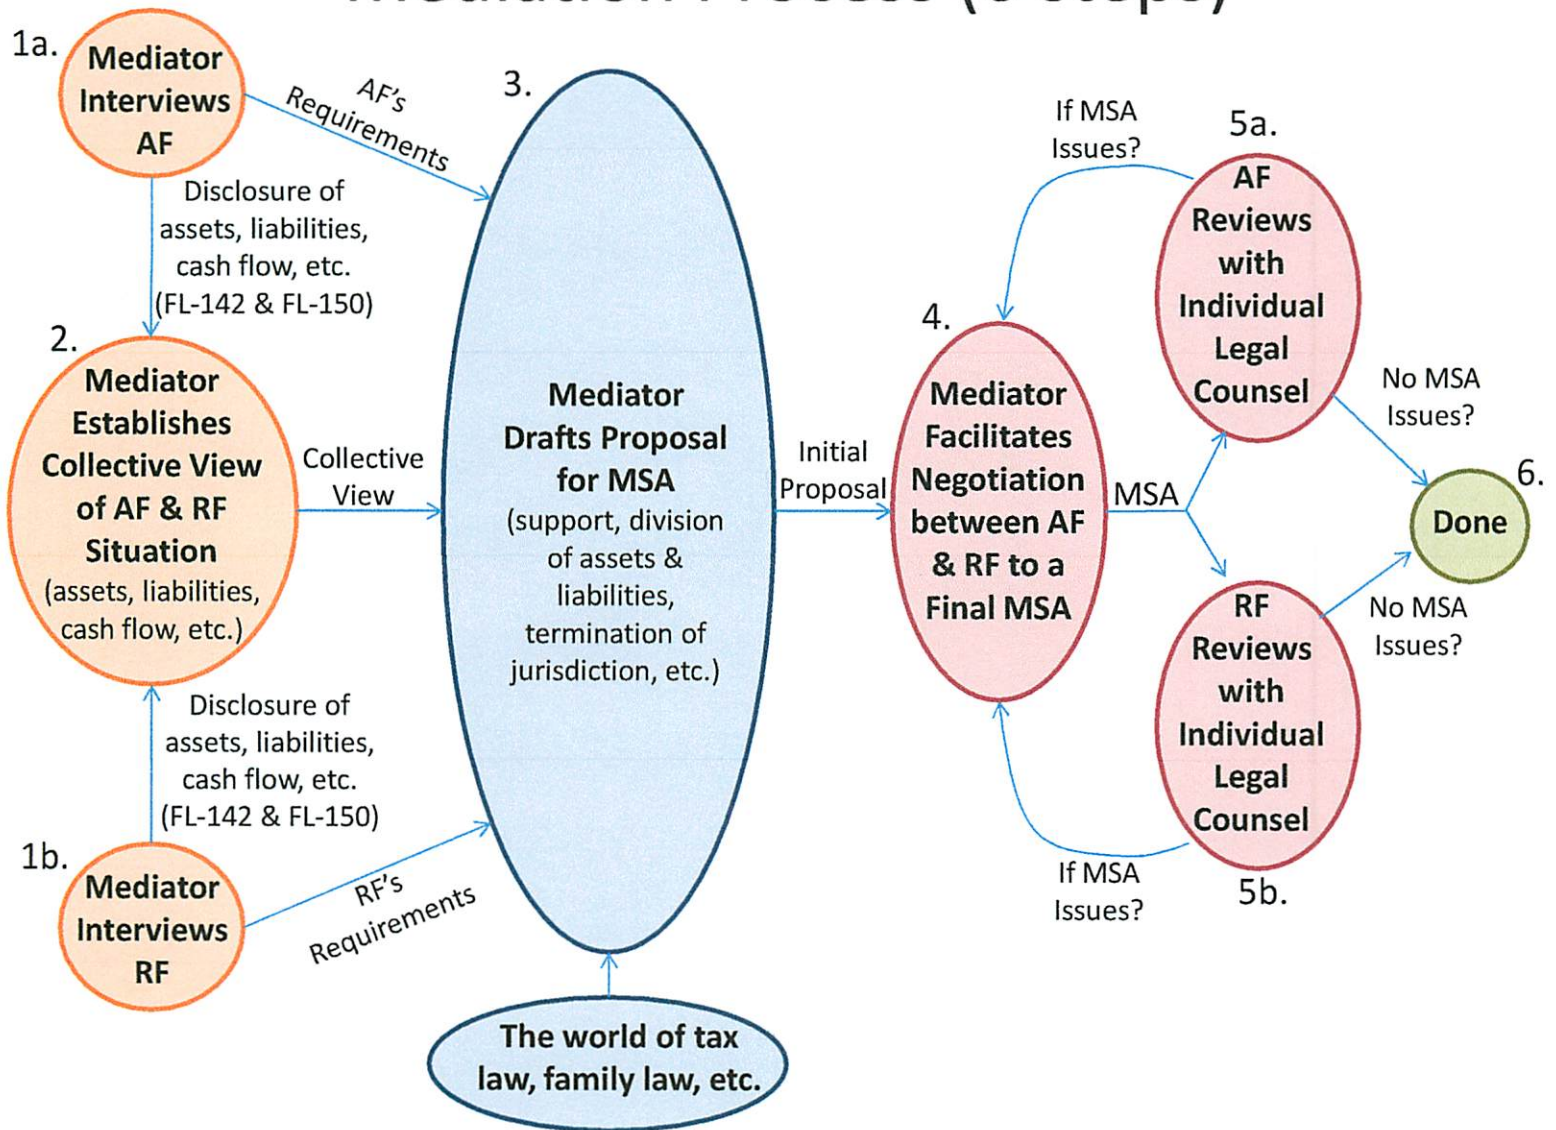 Mediation Process (6 Steps)
1a.
Mediator
Interviews
AF
AF's
Requirements
Disclosure of
assets, liabilities,
cash flow, etc.
(FL-142 & FL-150)
2.
Mediator
Establishes
Collective View
of AF & RF
Situation
(assets, liabilities,
cash flow, etc.)
Collective
View
Disclosure of
assets, liabilities,
cash flow, etc.
(FL-142 & FL-150)
1b.
Mediator
Interviews
RF
RF's
Requirements
3.
Mediator
Drafts Proposal
for MSA
(support, division
of assets &
liabilities,
termination of
jurisdiction, etc.)
The world of tax
law, family law, etc.
Initial
Proposal
4.
Mediator
Facilitates
Negotiation
between AF
& RF to a
Final MSA
MSA
If MSA
Issues?
5a.
AF
Reviews
with
Individual
Legal
Counsel
No MSA
Issues?
RF
Reviews
with
Individual
Legal
Counsel
5b.
If MSA
Issues?
No MSA
Issues?
6.
Done